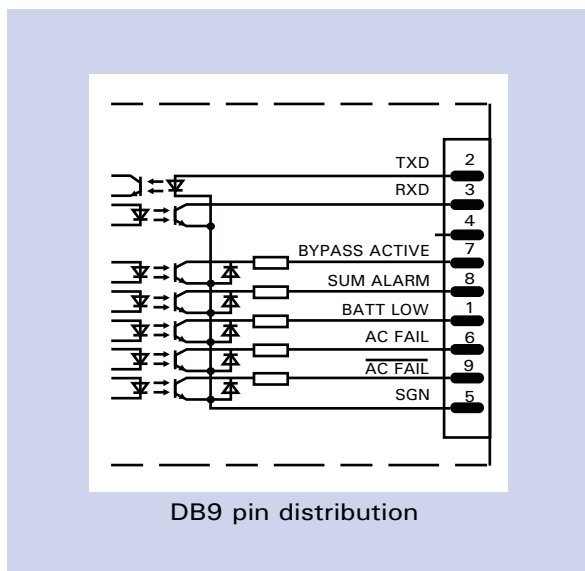 TXD 2
RXD 3
4
BYPASS ACTIVE 7
SUM ALARM 8
BATT LOW 1
AC FAIL 6
AC FAIL 9
SGN 5
DB9 pin distribution